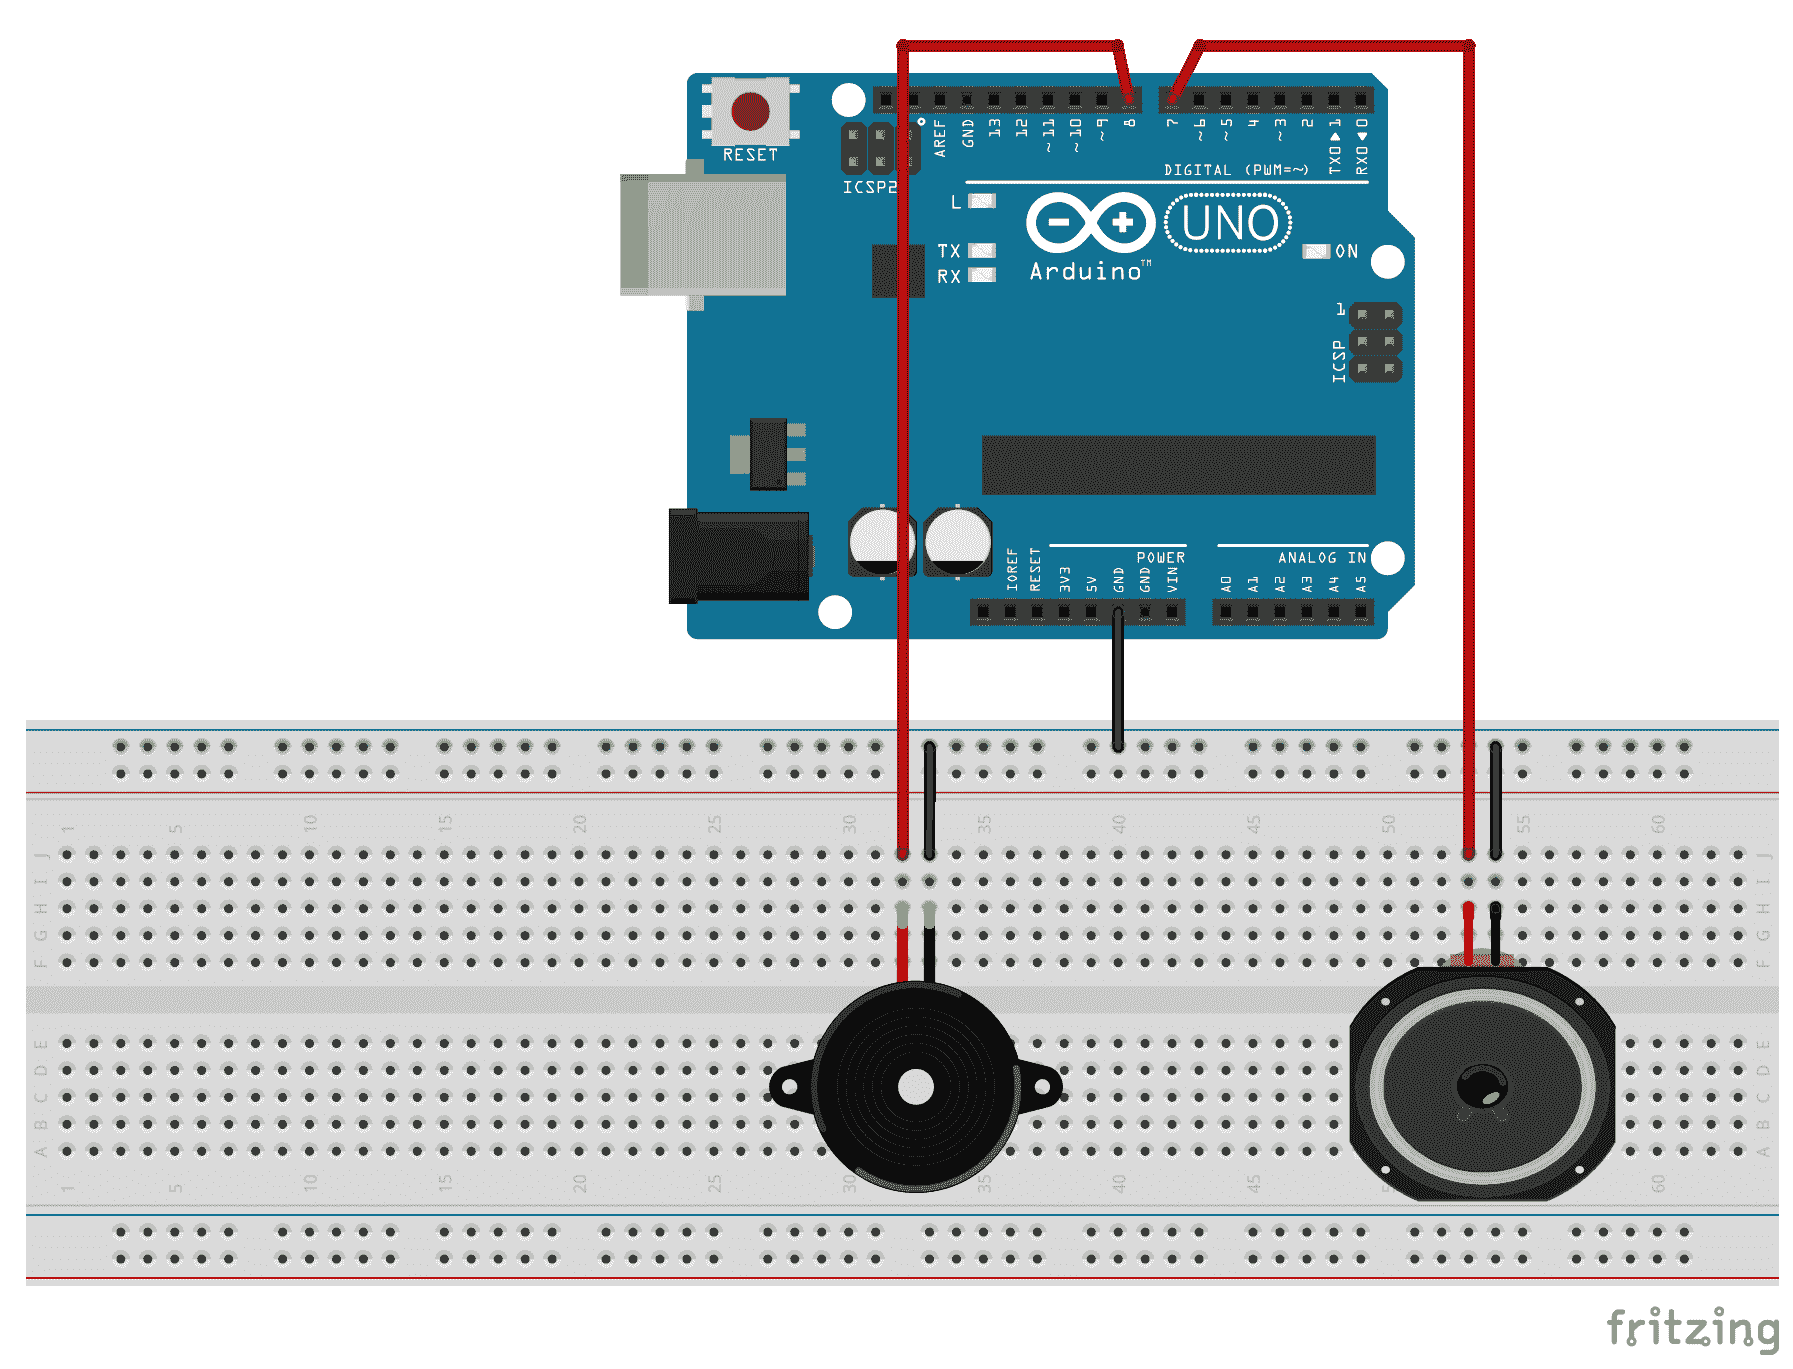 RESET
ICSP2
AREF
GND
13
12
~11
~10
~9
8
7
~6
~5
4
~3
2
TX0▶1
RX0◀0
DIGITAL (PWM=~)
L
TX
RX
UNO
Arduino™
ON
1
ICSP
IOREF
RESET
3V3
5V
GND
GND
VIN
POWER
ANALOG IN
A0
A1
A2
A3
A4
A5
1 5 10 15 20 25 30 35 40 45 50 55 60
J J
I I
H H
G G
F F
E E
D D
C C
B B
A A
1 5 10 15 20 25 30 35 40 45 60
fritzing